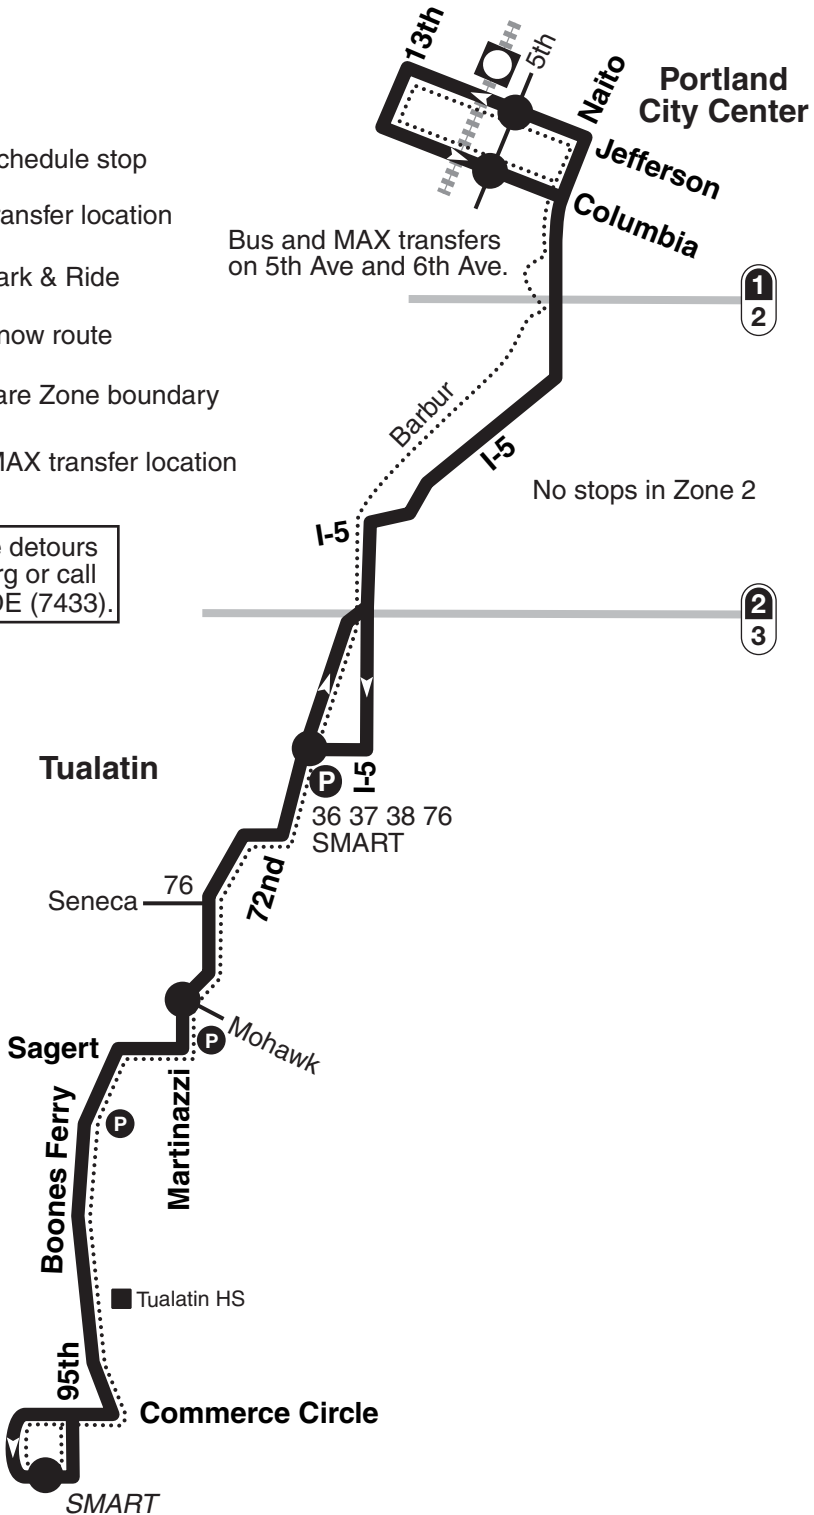 13th
5th
Naito
Portland
City Center
Jefferson
Columbia
chedule stop
ransfer location
ark & Ride
now route
are Zone boundary
MAX transfer location
Bus and MAX transfers
on 5th Ave and 6th Ave.
1
2
Barbur
I-5
No stops in Zone 2
I-5
e detours
rg or call
DE (7433).
2
3
Tualatin
P
I-5
36 37 38 76
SMART
72nd
76
Seneca
Mohawk
P
Sagert
Martinazzi
P
Boones Ferry
Tualatin HS
95th
Commerce Circle
SMART